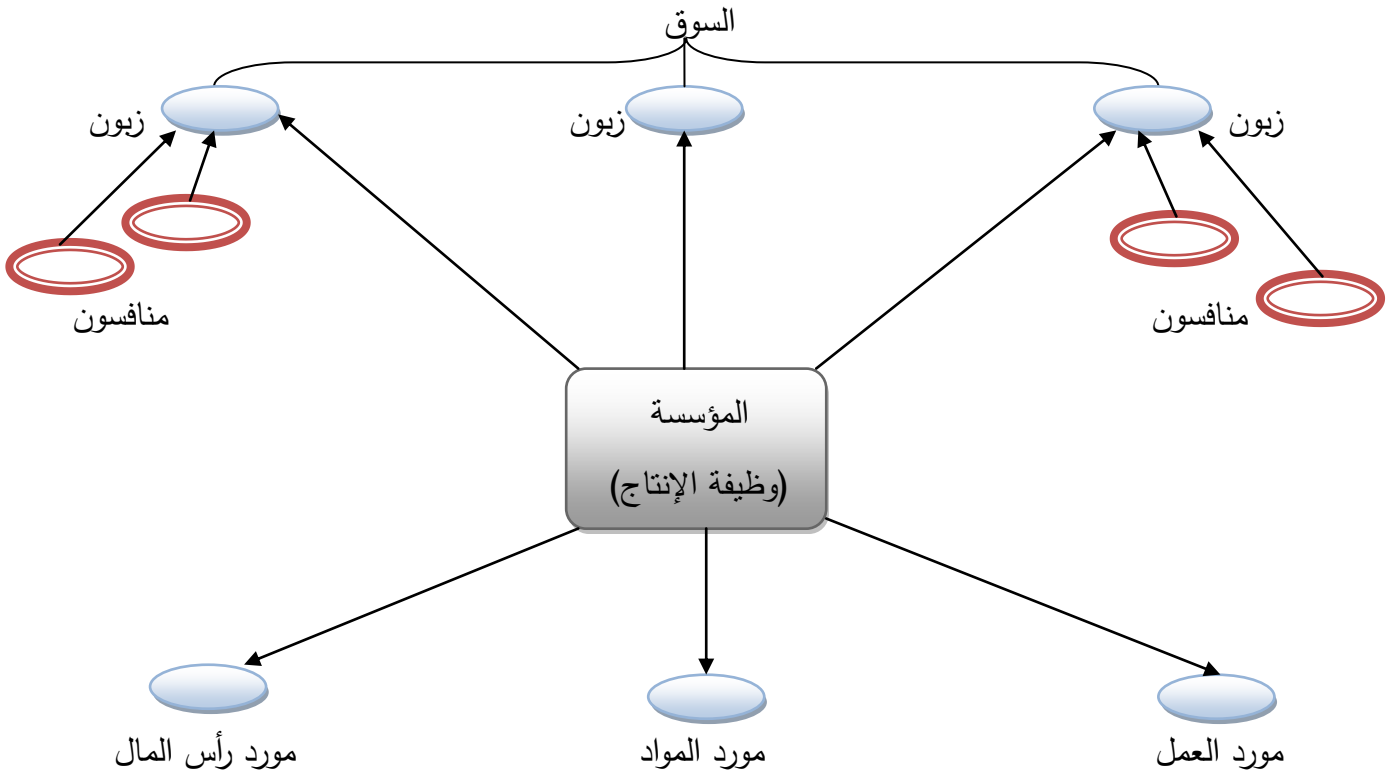 السوق
زبون
زبون
زبون
منافسون
منافسون
المؤسسة
(وظيفة الإنتاج)
مورد العمل
مورد المواد
مورد رأس المال